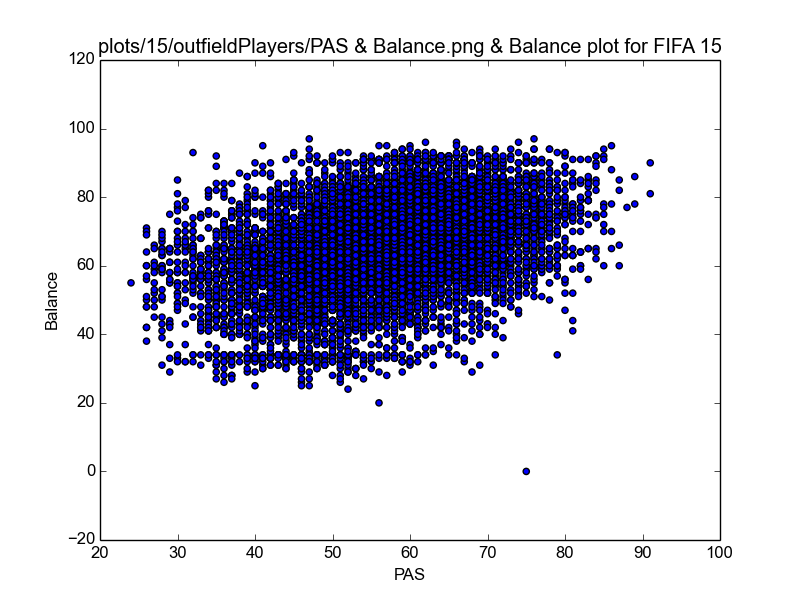 plots/15/outfieldPlayers/PAS & Balance.png & Balance plot for FIFA 15
120
100
80
60
40
20
0
−20
Balance
20 30 40 50 60 70 80 90 100
PAS